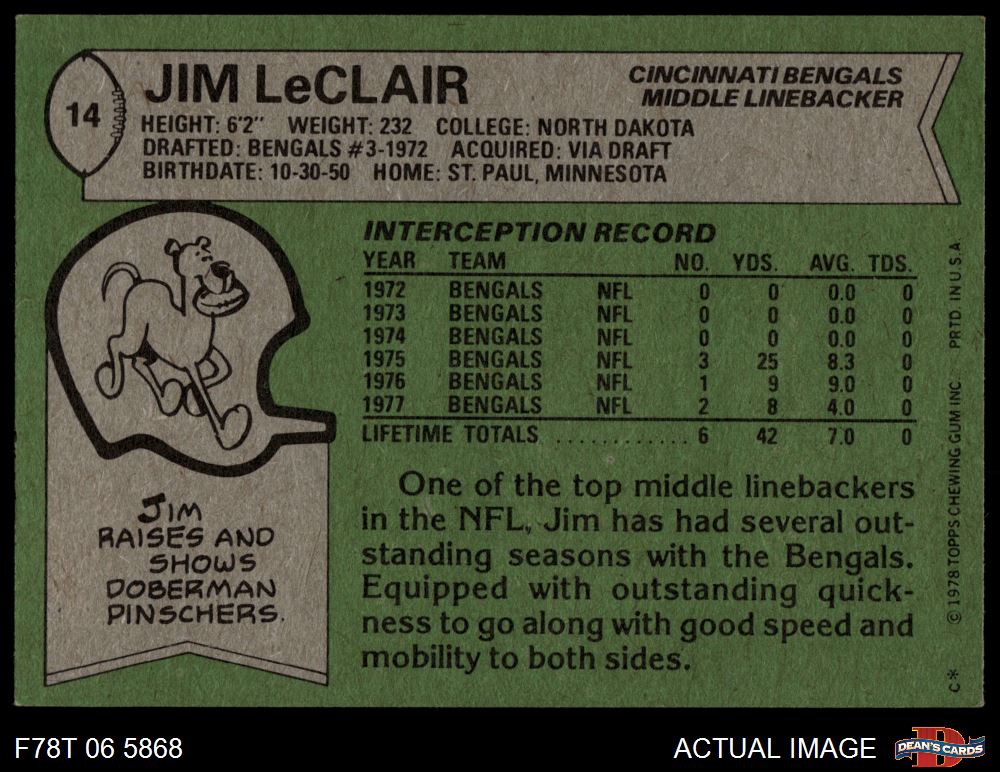 14
JIM LeCLAIR
CINCINNATI BENGALS
MIDDLE LINEBACKER
HEIGHT: 6'2" WEIGHT: 232 COLLEGE: NORTH DAKOTA
DRAFTED: BENGALS #3-1972 ACQUIRED: VIA DRAFT
BIRTHDATE: 10-30-50 HOME: ST. PAUL, MINNESOTA
INTERCEPTION RECORD
YEAR TEAM NO. YDS. AVG. TDS.
1972 BENGALS NFL 0 0 0.0 0
1973 BENGALS NFL 0 0 0.0 0
1974 BENGALS NFL 0 0 0.0 0
1975 BENGALS NFL 3 25 8.3 0
1976 BENGALS NFL 1 9 9.0 0
1977 BENGALS NFL 2 8 4.0 0
LIFETIME TOTALS ............ 6 42 7.0 0
JIM
RAISES AND
SHOWS
DOBERMAN
PINSCHERS.
One of the top middle linebackers
in the NFL, Jim has had several out-
standing seasons with the Bengals.
Equipped with outstanding quick-
ness to go along with good speed and
mobility to both sides.
C* © 1978 TOPPS CHEWING GUM INC. PRTD. IN U.S.A.
F78T 06 5868
ACTUAL IMAGE
D
DEAN'S CARDS